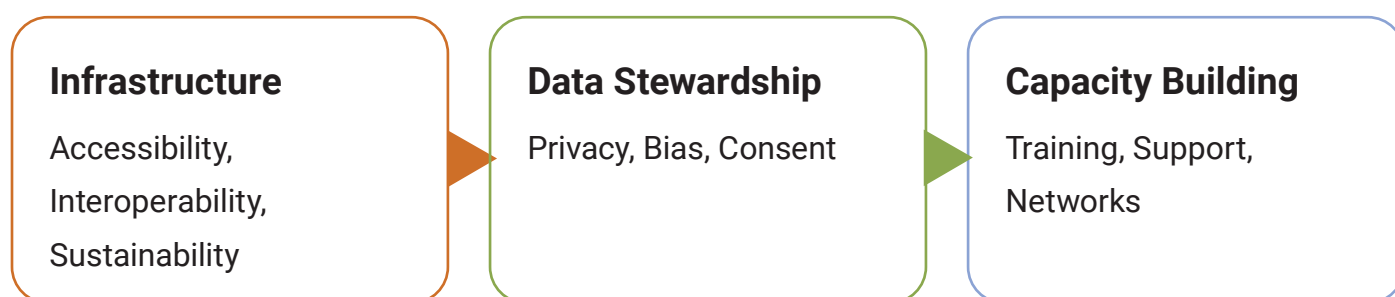 Infrastructure
Accessibility,
Interoperability,
Sustainability
Data Stewardship
Privacy, Bias, Consent
Capacity Building
Training, Support,
Networks